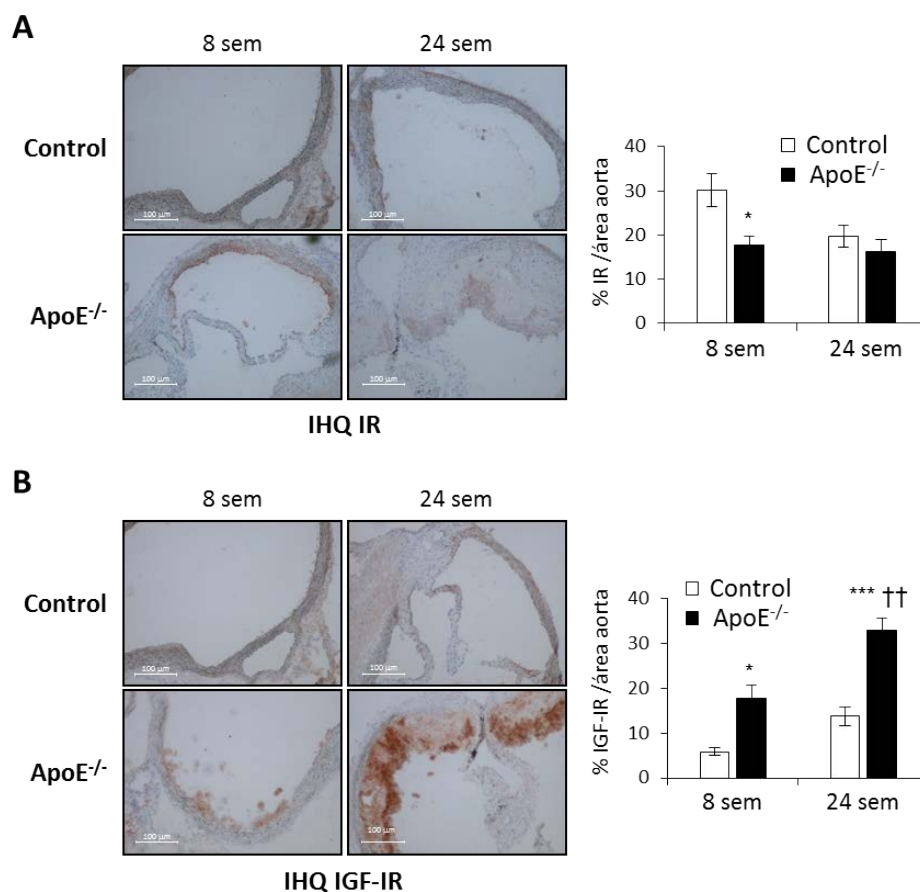 A
8 sem
24 sem
Control
100 µm
100 µm
ApoE-/-
100 µm
100 µm
IHQ IR
% IR /área aorta
40
30
20
10
0
Control
ApoE-/-
*
8 sem
24 sem
B
8 sem
24 sem
Control
100 µm
100 µm
ApoE-/-
100 µm
100 µm
IHQ IGF-IR
% IGF-IR /área aorta
40
30
20
10
0
Control
ApoE-/-
*
*** ††
8 sem
24 sem